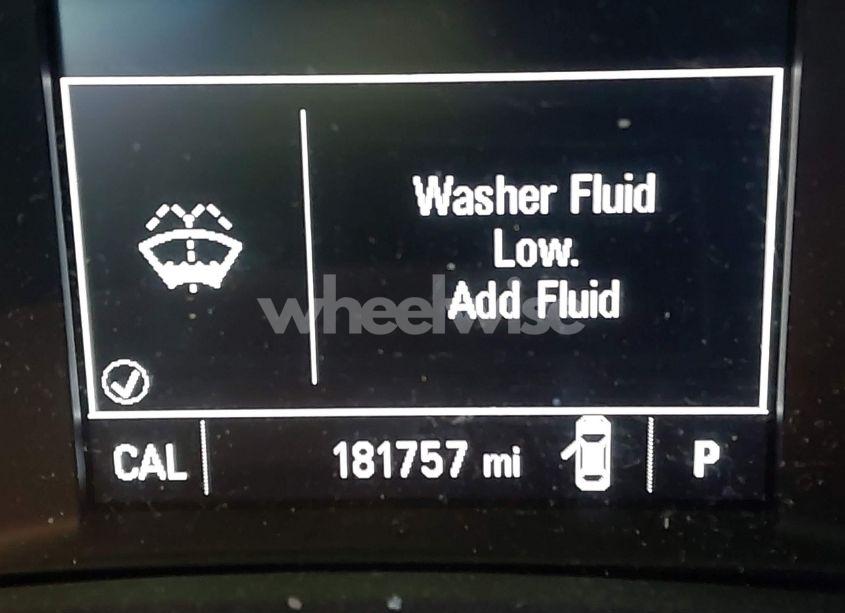 Washer Fluid
Low.
Add Fluid
wheelwise
CAL 181757 mi P